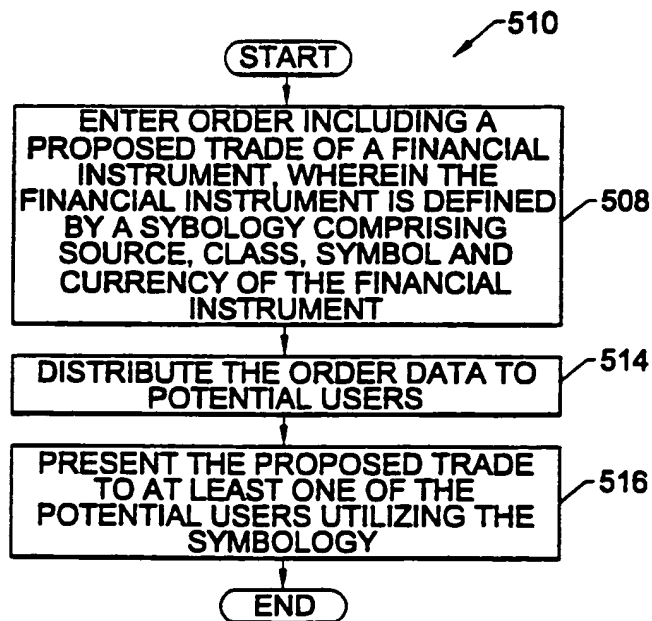 510
START
ENTER ORDER INCLUDING A
PROPOSED TRADE OF A FINANCIAL
INSTRUMENT, WHEREIN THE
FINANCIAL INSTRUMENT IS DEFINED
BY A SYBOLOGY COMPRISING
SOURCE, CLASS, SYMBOL AND
CURRENCY OF THE FINANCIAL
INSTRUMENT
508
DISTRIBUTE THE ORDER DATA TO
POTENTIAL USERS
514
PRESENT THE PROPOSED TRADE
TO AT LEAST ONE OF THE
POTENTIAL USERS UTILIZING THE
SYMBOLOGY
516
END